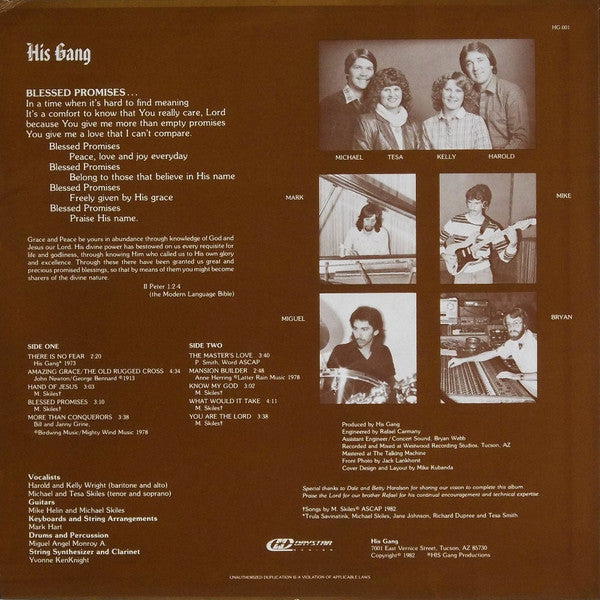 HG 001
His Gang
BLESSED PROMISES . . .
In a time when it's hard to find meaning
It's a comfort to know that You really care, Lord
because You give me more than empty promises
You give me a love that I can't compare.
Blessed Promises
Peace, love and joy everyday
Blessed Promises
Belong to those that believe in His name
Blessed Promises
Freely given by His grace
Blessed Promises
Praise His name.
Grace and Peace be yours in abundance through knowledge of God and
Jesus our Lord. His divine power has bestowed on us every requisite for
life and godliness, through knowing Him who called us to His own glory
and excellence. Through these there have been granted us great and
precious promised blessings, so that by means of them you might become
sharers of the divine nature.
II Peter 1:2-4
(the Modern Language Bible)
MICHAEL TESA KELLY HAROLD
MARK
MIKE
MIGUEL
BRYAN
SIDE ONE
THERE IS NO FEAR 2:20
His Gang* 1973
AMAZING GRACE/THE OLD RUGGED CROSS 4:34
John Newton/George Bennard ©1913
HAND OF JESUS 3:03
M. Skiles†
BLESSED PROMISES 3:10
M. Skiles†
MORE THAN CONQUERORS 3:38
Bill and Janny Grine,
©Birdwing Music/Mighty Wind Music 1978
SIDE TWO
THE MASTER'S LOVE 3:40
P. Smith, Word ASCAP
MANSION BUILDER 2:48
Anne Herring ©Latter Rain Music 1978
KNOW MY GOD 3:02
M. Skiles†
WHAT WOULD IT TAKE 4:11
M. Skiles†
YOU ARE THE LORD 3:38
M. Skiles†
Produced by His Gang
Engineered by Rafael Carmany
Assistant Engineer / Concert Sound, Bryan Webb
Recorded and Mixed at Westwood Recording Studios, Tucson, AZ
Mastered at The Talking Machine
Front Photo by Jack Lankhorst
Cover Design and Layout by Mike Kubanda
Vocalists
Harold and Kelly Wright (baritone and alto)
Michael and Tesa Skiles (tenor and soprano)
Guitars
Mike Helin and Michael Skiles
Keyboards and String Arrangements
Mark Hart
Drums and Percussion
Miguel Angel Monroy A.
String Synthesizer and Clarinet
Yvonne KenKnight
Special thanks to Dale and Betty Haralson for sharing our vision to complete this album.
Praise the Lord for our brother Rafael for his continual encouragement and technical expertise
†Songs by M. Skiles© ASCAP 1982
*Trula Savinatink, Michael Skiles, Jane Johnson, Richard Dupree and Tesa Smith
DAYSTAR
His Gang
7001 East Vernice Street, Tucson, AZ 85730
Copyright© 1982 ®HIS Gang Productions
UNAUTHORIZED DUPLICATION IS A VIOLATION OF APPLICABLE LAWS